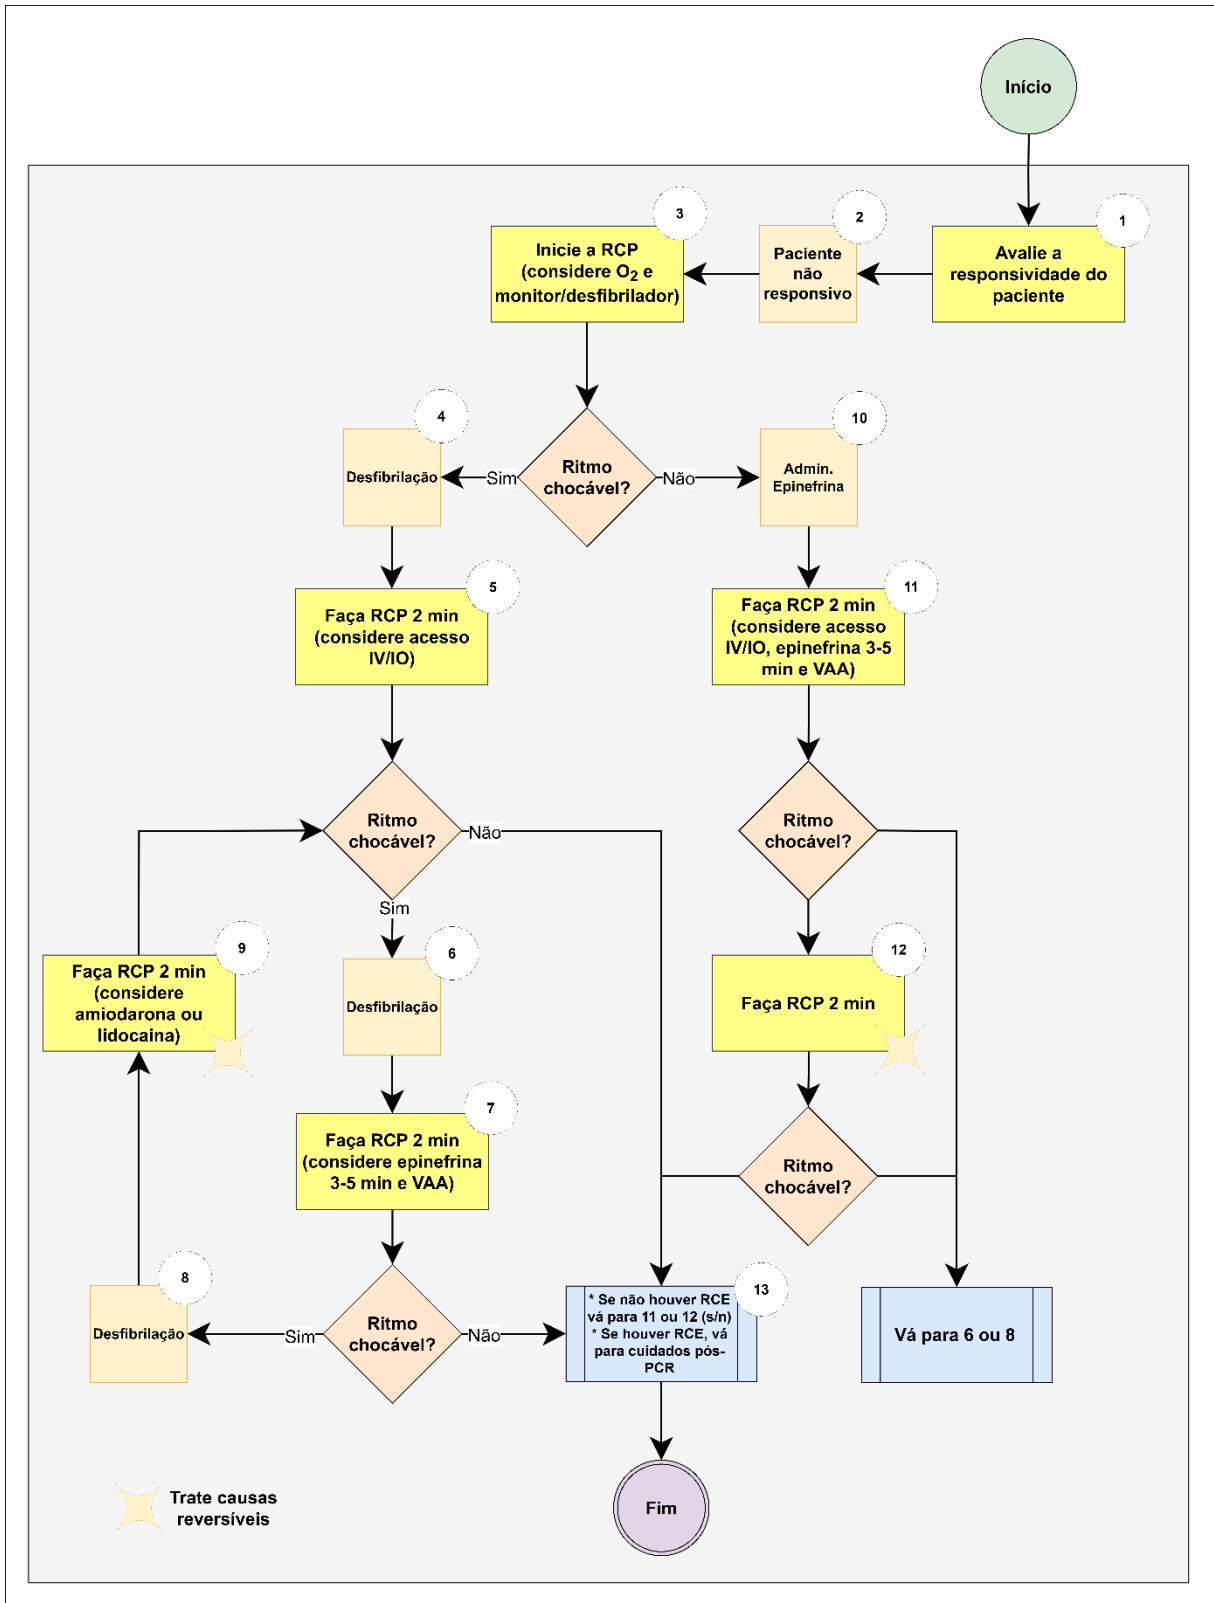 Início
1
Avalie a
responsividade do
paciente
2
Paciente
não
responsivo
3
Inicie a RCP
(considere O2 e
monitor/desfibrilador)
Ritmo
chocável?
Sim
Não
4
Desfibrilação
10
Admin.
Epinefrina
5
Faça RCP 2 min
(considere acesso
IV/IO)
11
Faça RCP 2 min
(considere acesso
IV/IO, epinefrina 3-5
min e VAA)
Ritmo
chocável?
Não
Sim
Ritmo
chocável?
9
Faça RCP 2 min
(considere
amiodarona ou
lidocaina)
6
Desfibrilação
12
Faça RCP 2 min
7
Faça RCP 2 min
(considere epinefrina
3-5 min e VAA)
Ritmo
chocável?
8
Desfibrilação
Sim
Ritmo
chocável?
Não
13
* Se não houver RCE
vá para 11 ou 12 (s/n)
* Se houver RCE, vá
para cuidados pós-
PCR
Vá para 6 ou 8
Trate causas
reversíveis
Fim